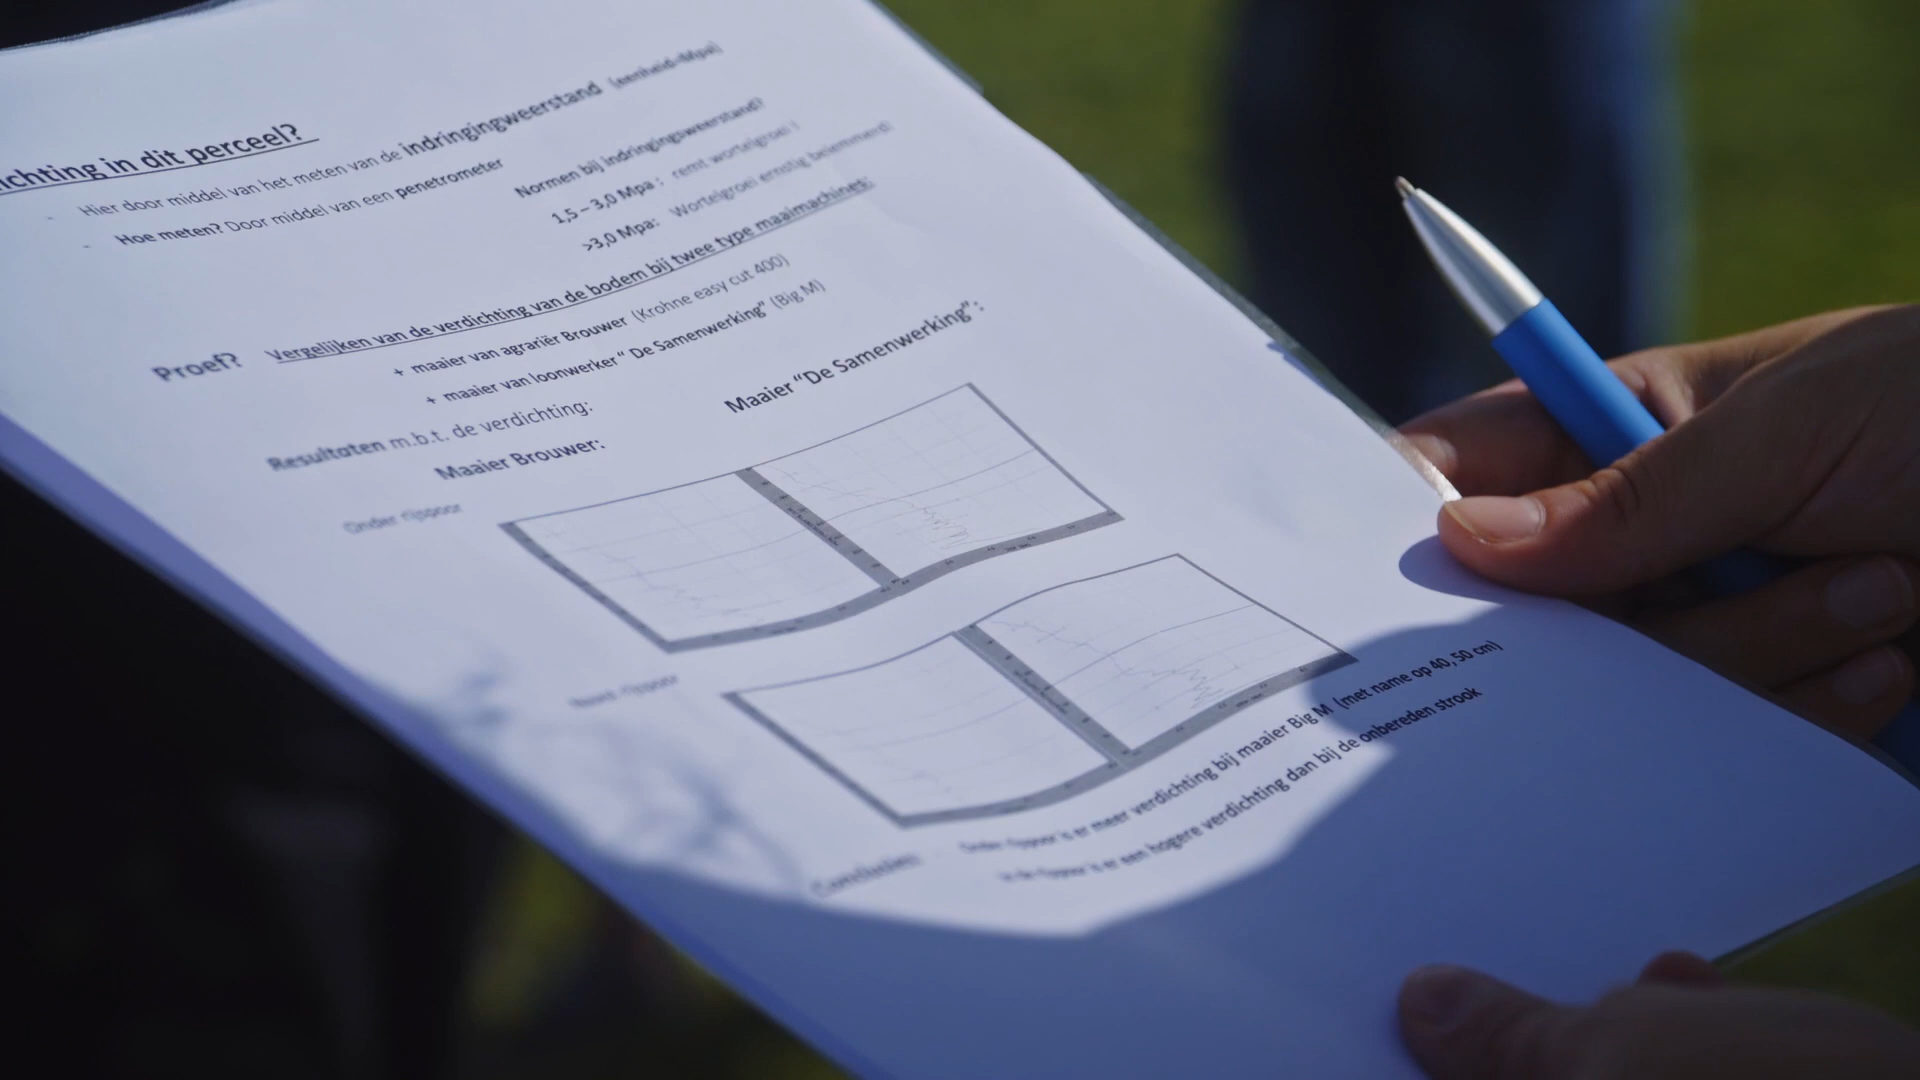 ichting in dit perceel?
- Hier door middel van het meten van de indringingweerstand (eenheid=Mpa)
- Hoe meten? Door middel van een penetrometer
Normen bij indringingsweerstand?
1,5 – 3,0 Mpa : remt wortelgroei !
>3,0 Mpa: Wortelgroei ernstig belemmerd!
Proef? Vergelijken van de verdichting van de bodem bij twee type maaimachines:
+ maaier van agrariër Brouwer (Krohne easy cut 400)
+ maaier van loonwerker “ De Samenwerking” (Big M)
Resultaten m.b.t. de verdichting:
Maaier Brouwer: Maaier “De Samenwerking”:
Onder rijspoor
Naast rijspoor
Conclusies: - Onder rijspoor is er meer verdichting bij maaier Big M (met name op 40, 50 cm)
In de rijspoor is er een hogere verdichting dan bij de onbereden strook